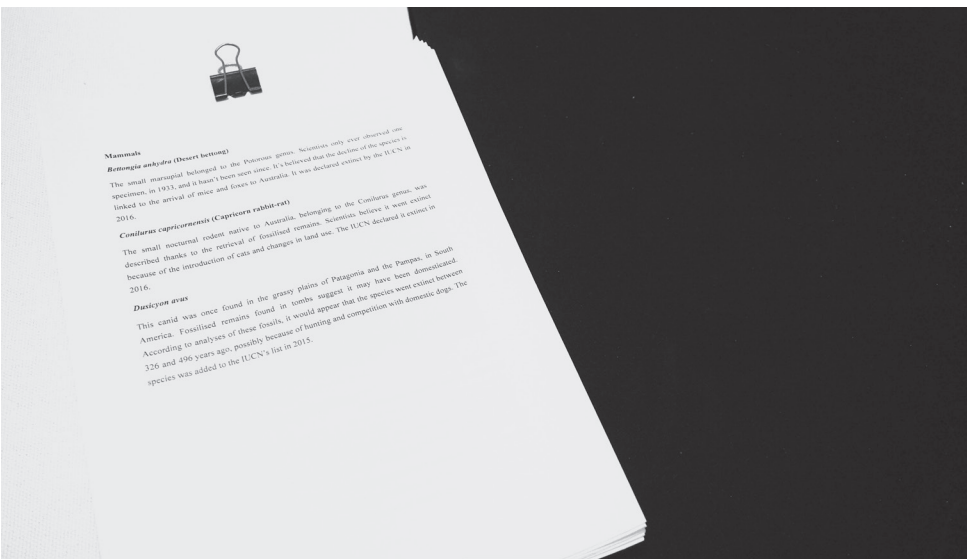 Mammals
Bettongia anhydra (Desert bettong)
The small marsupial belonged to the Potorous genus. Scientists only ever observed one
specimen, in 1933, and it hasn't been seen since. It's believed that the decline of the species is
linked to the arrival of mice and foxes to Australia. It was declared extinct by the IUCN in
2016.
Conilurus capricornensis (Capricorn rabbit-rat)
The small nocturnal rodent native to Australia, belonging to the Conilurus genus, was
described thanks to the retrieval of fossilised remains. Scientists believe it went extinct
because of the introduction of cats and changes in land use. The IUCN declared it extinct in
2016.
Dusicyon avus
This canid was once found in the grassy plains of Patagonia and the Pampas, in South
America. Fossilised remains found in tombs suggest it may have been domesticated.
According to analyses of these fossils, it would appear that the species went extinct between
326 and 496 years ago, possibly because of hunting and competition with domestic dogs. The
species was added to the IUCN's list in 2015.